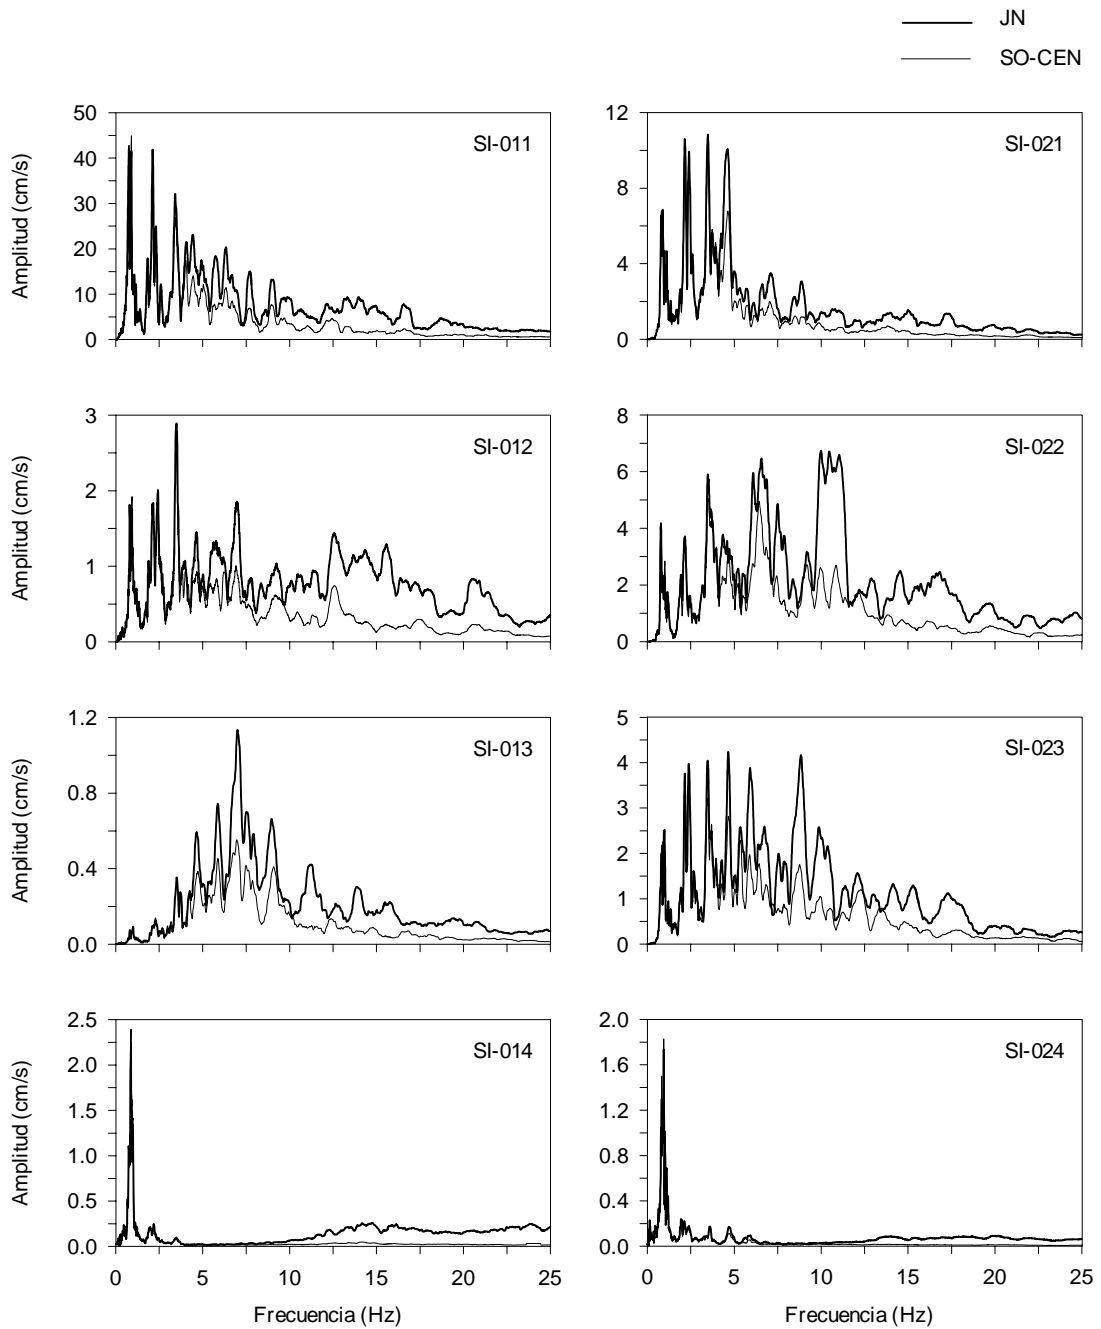 JN
SO-CEN
50
40
30
20
10
0
Amplitud (cm/s)
SI-011
12
8
4
0
SI-021
3
2
1
0
Amplitud (cm/s)
SI-012
8
6
4
2
0
SI-022
1.2
0.8
0.4
0.0
Amplitud (cm/s)
SI-013
5
4
3
2
1
0
SI-023
2.5
2.0
1.5
1.0
0.5
0.0
Amplitud (cm/s)
SI-014
0 5 10 15 20 25
Frecuencia (Hz)
2.0
1.6
1.2
0.8
0.4
0.0
SI-024
0 5 10 15 20 25
Frecuencia (Hz)